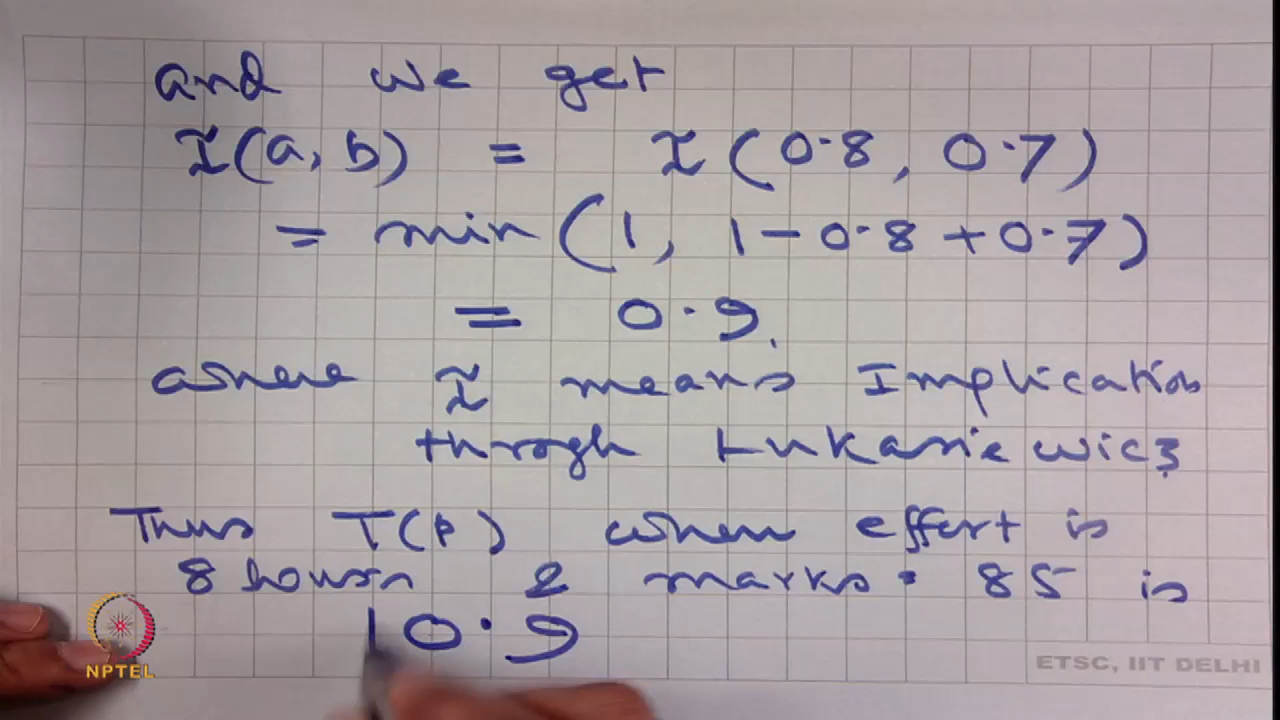 and we get
I(a, b) = I(0.8, 0.7)
= min(1, 1-0.8+0.7)
= 0.9.
where I means Implication
through Łukasiewicz
Thus T(p) when effort is
8 hours & marks = 85 is
0.9
NPTEL
ETSC, IIT DELHI